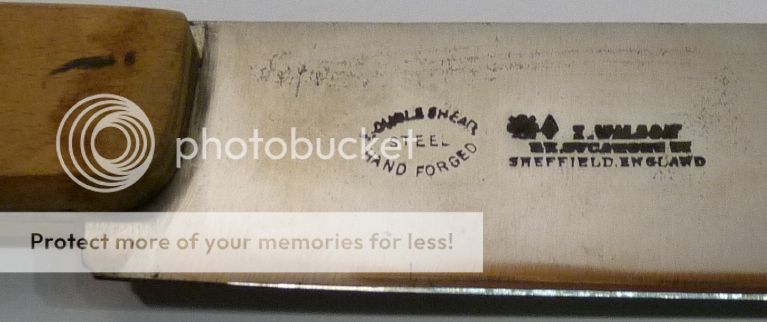 DOUBLE SHEAR
STEEL
HAND FORGED
I. WILSON
SHEFFIELD. ENGLAND
photobucket
Protect more of your memories for less!